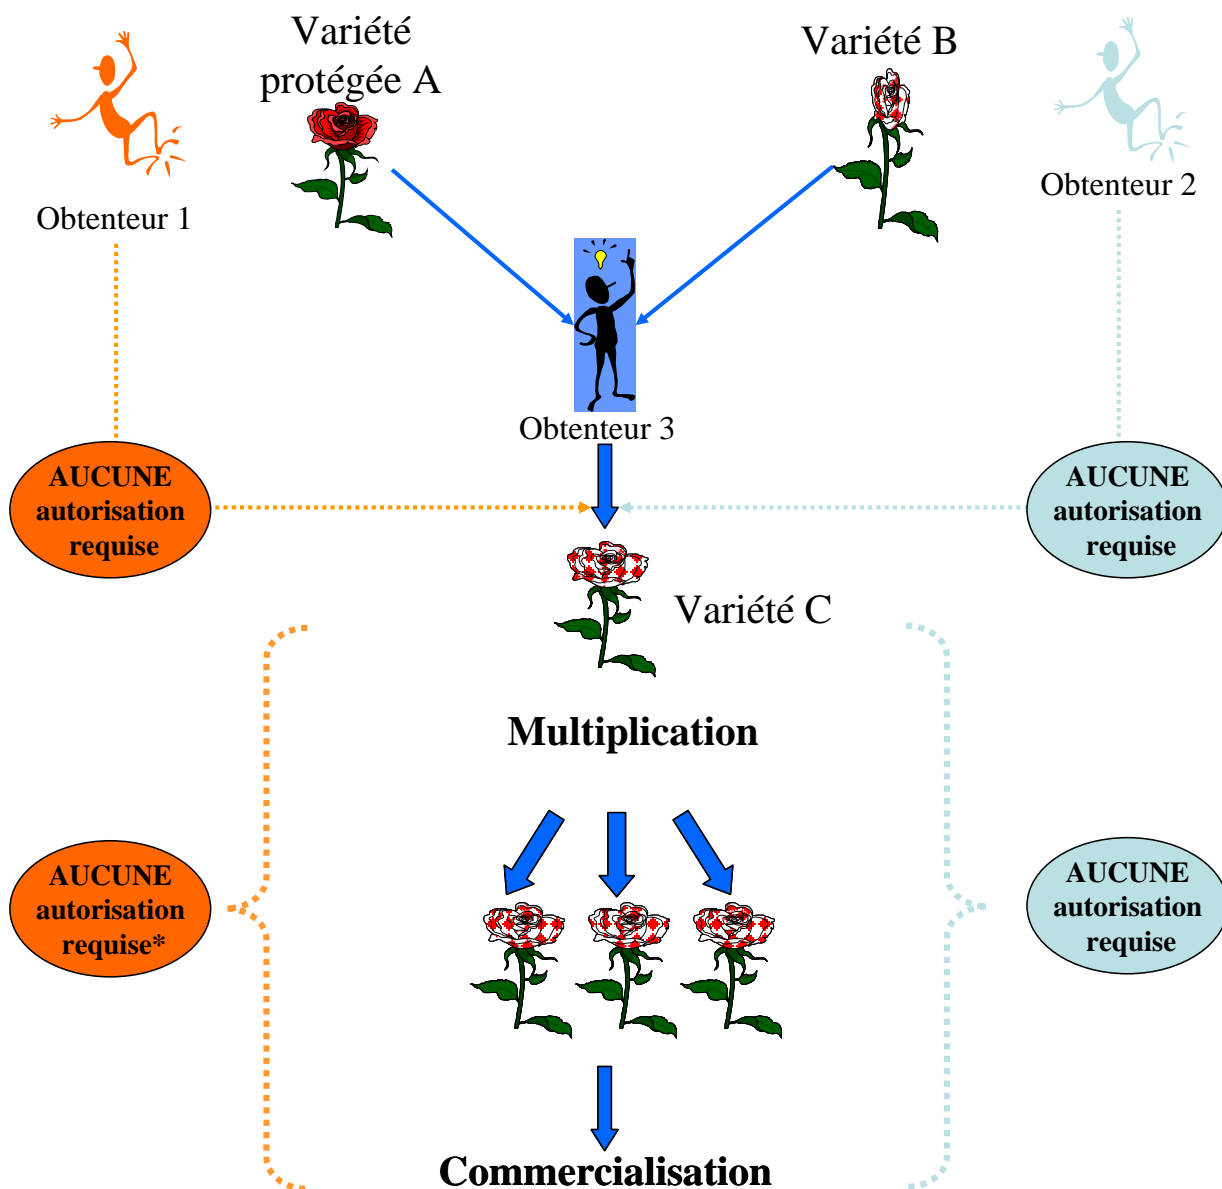 Variété
protégée A
Variété B
Obtenteur 1
Obtenteur 2
Obtenteur 3
AUCUNE
autorisation
requise
AUCUNE
autorisation
requise
Variété C
Multiplication
AUCUNE
autorisation
requise*
AUCUNE
autorisation
requise
Commercialisation